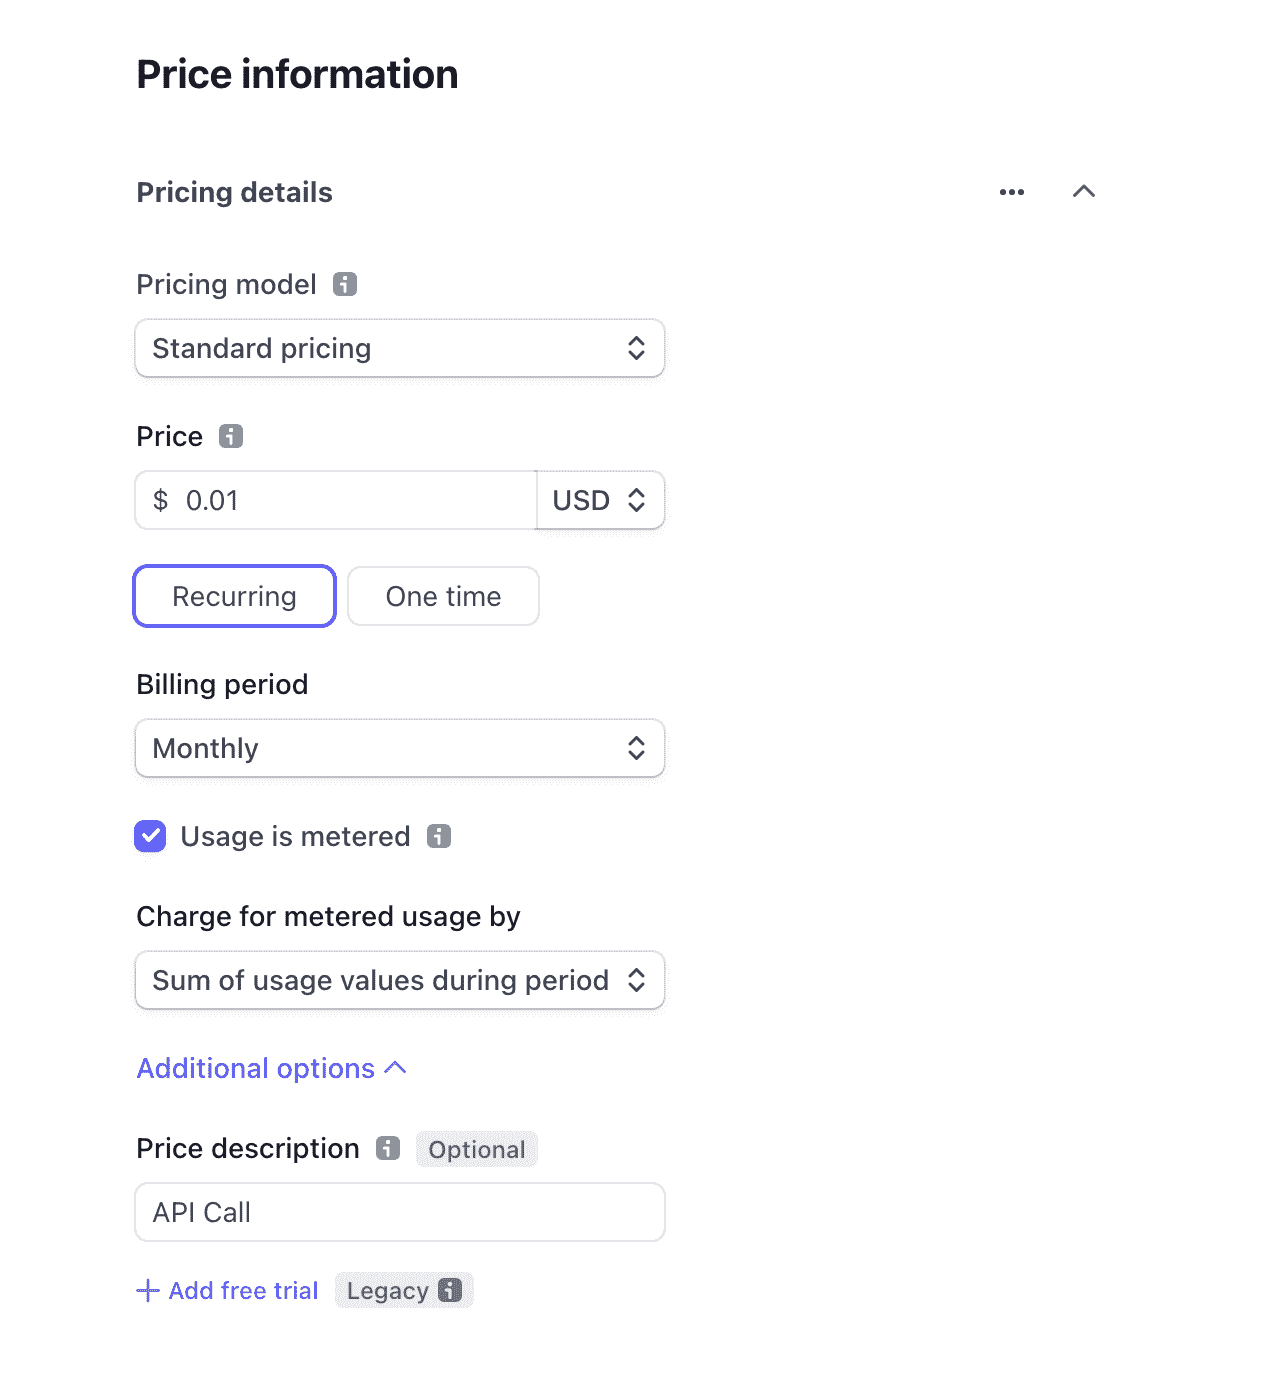 Price information
Pricing details
Pricing model
Standard pricing
Price
$ 0.01 USD
Recurring One time
Billing period
Monthly
Usage is metered
Charge for metered usage by
Sum of usage values during period
Additional options
Price description Optional
API Call
Add free trial Legacy